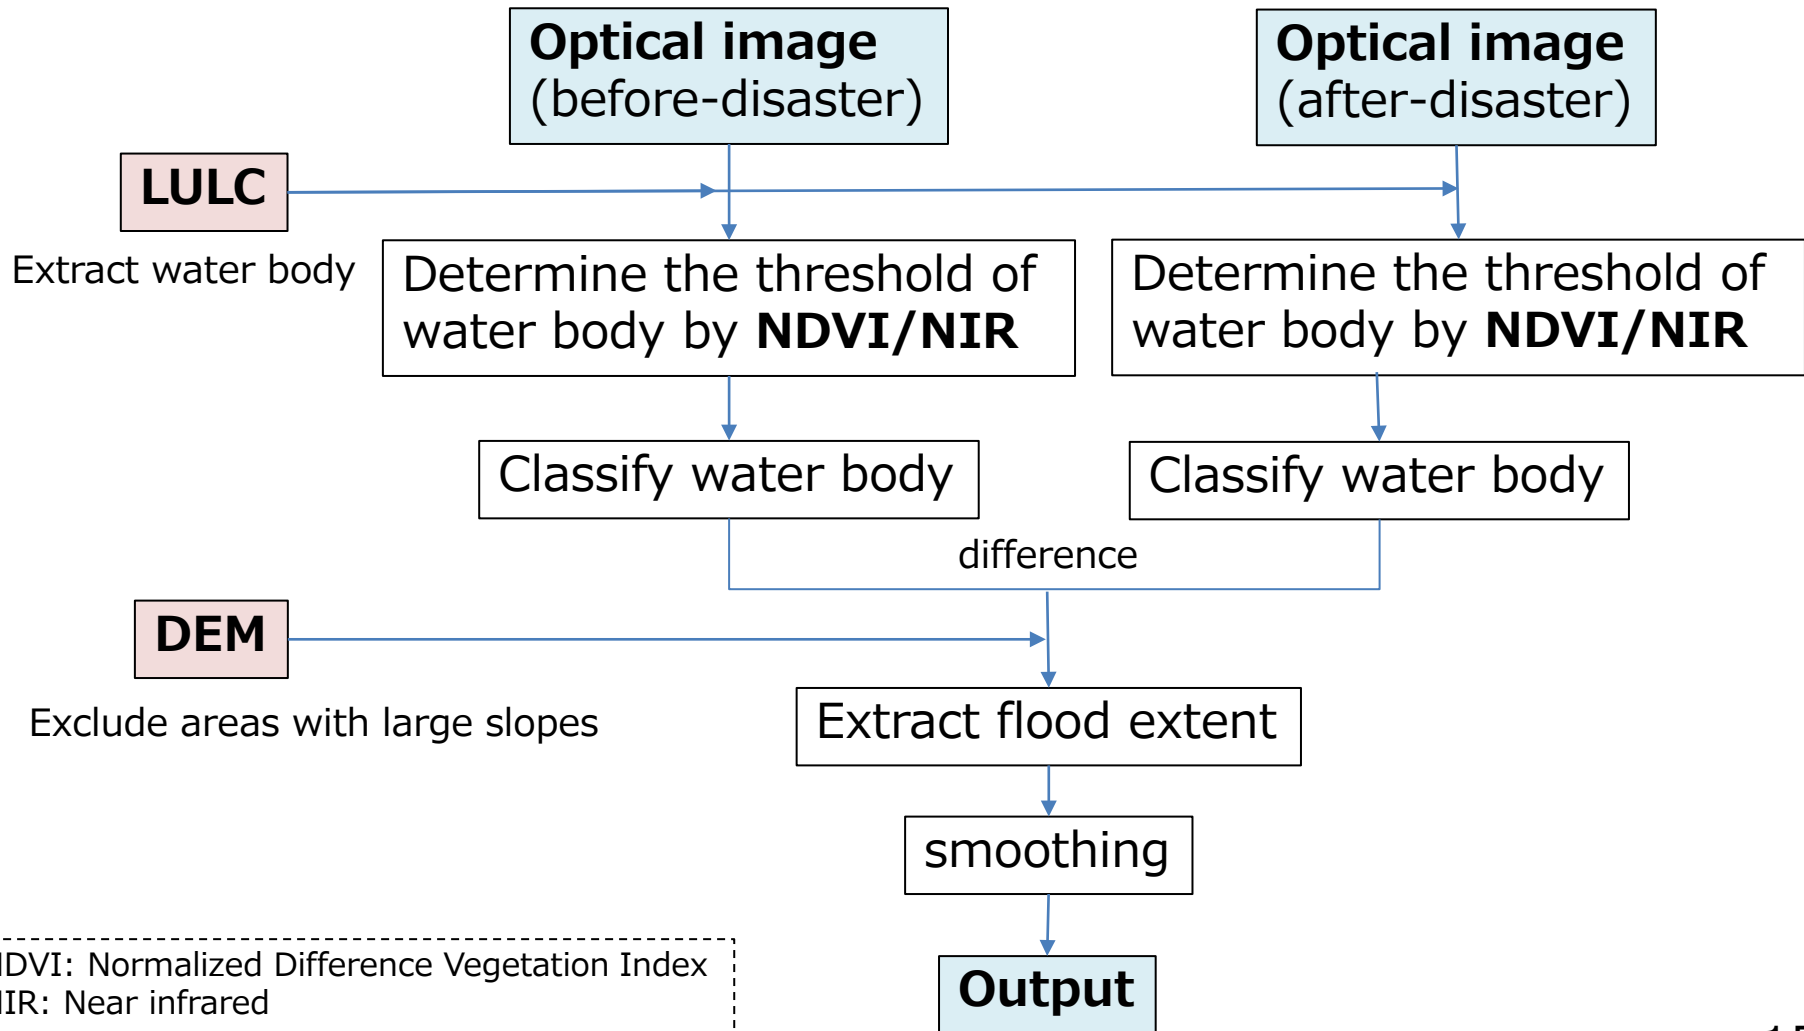 Optical image
(before-disaster)
Optical image
(after-disaster)
LULC
Extract water body
Determine the threshold of
water body by NDVI/NIR
Determine the threshold of
water body by NDVI/NIR
Classify water body
Classify water body
difference
DEM
Exclude areas with large slopes
Extract flood extent
smoothing
Output
NDVI: Normalized Difference Vegetation Index
NIR: Near infrared